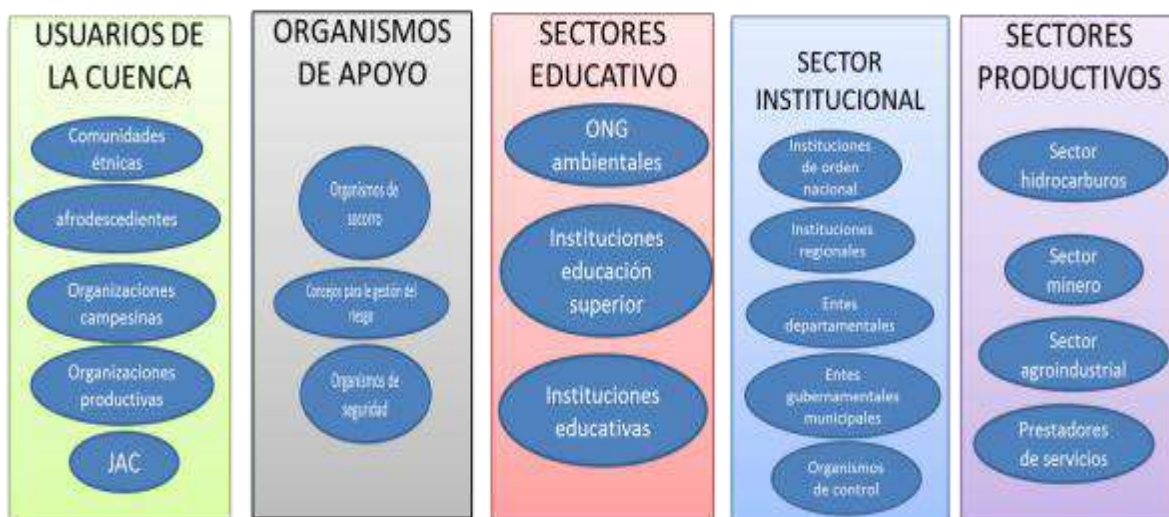 USUARIOS DE
LA CUENCA
Comunidades
étnicas
afrodescedientes
Organizaciones
campesinas
Organizaciones
productivas
JAC
ORGANISMOS
DE APOYO
Organismos de
socorro
Concejos para le gestión del
riesgo
Organismos de
seguridad
SECTORES
EDUCATIVO
ONG
ambientales
Instituciones
educación
superior
Instituciones
educativas
SECTOR
INSTITUCIONAL
Instituciones
de orden
nacional
Instituciones
regionales
Entes
departamentales
Entes
gubernamentales
municipales
Organismos
de control
SECTORES
PRODUCTIVOS
Sector
hidrocarburos
Sector
minero
Sector
agroindustrial
Prestadores
de servicios